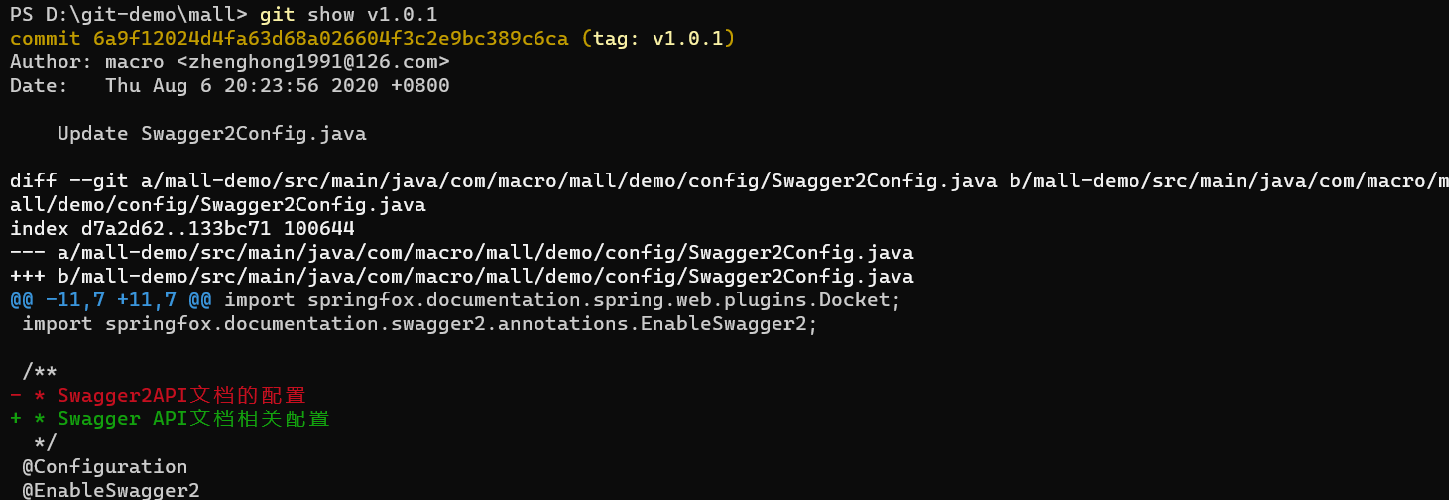 PS D:\git-demo\mall> git show v1.0.1
commit 6a9f12024d4fa63d68a026604f3c2e9bc389c6ca (tag: v1.0.1)
Author: macro <zhenghong1991@126.com>
Date:   Thu Aug 6 20:23:56 2020 +0800
    Update Swagger2Config.java
diff --git a/mall-demo/src/main/java/com/macro/mall/demo/config/Swagger2Config.java b/mall-demo/src/main/java/com/macro/m
all/demo/config/Swagger2Config.java
index d7a2d62..133bc71 100644
--- a/mall-demo/src/main/java/com/macro/mall/demo/config/Swagger2Config.java
+++ b/mall-demo/src/main/java/com/macro/mall/demo/config/Swagger2Config.java
@@ -11,7 +11,7 @@ import springfox.documentation.spring.web.plugins.Docket;
 import springfox.documentation.swagger2.annotations.EnableSwagger2;
 /**
- * Swagger2API文档的配置
+ * Swagger API文档相关配置
  */
 @Configuration
 @EnableSwagger2